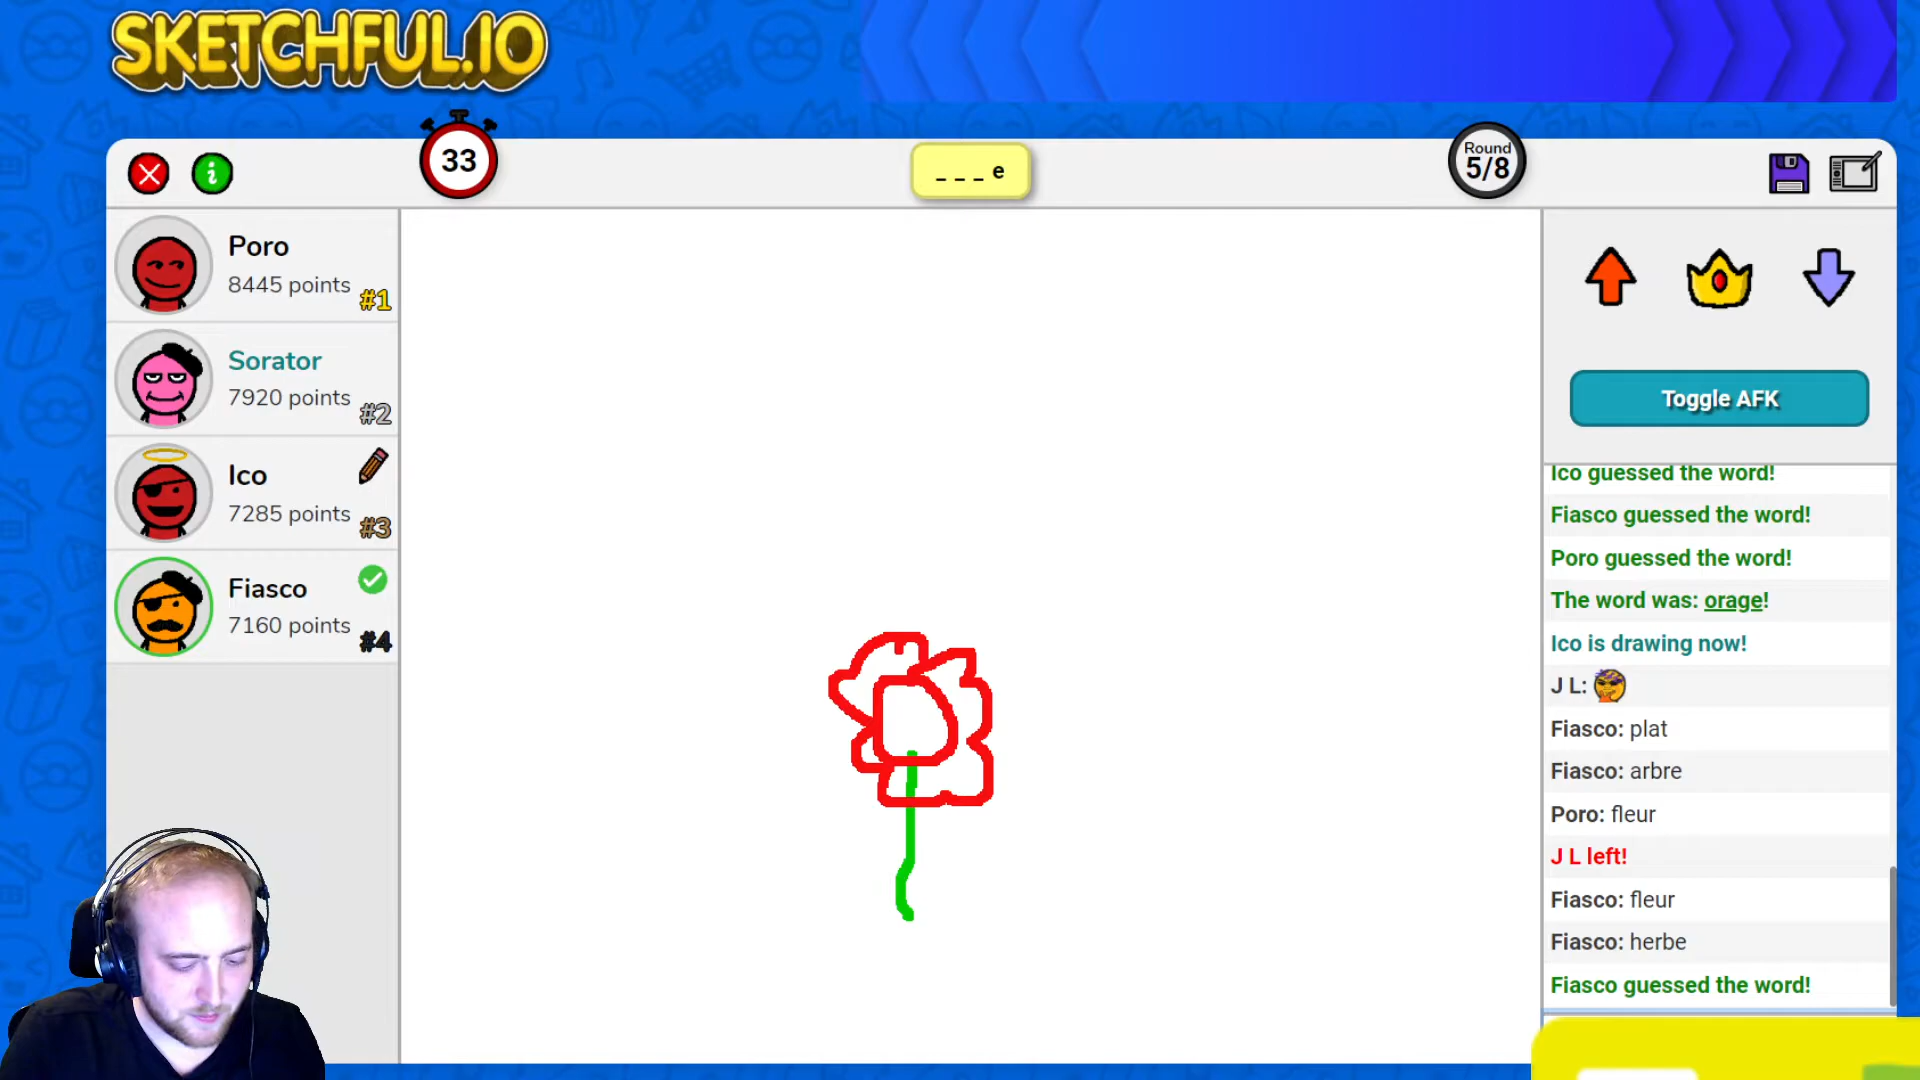 SKETCHFUL.IO
33
_ _ _ e
Round
5/8
Poro
8445 points
#1
Sorator
7920 points
#2
Ico
7285 points
#3
Fiasco
7160 points
#4
Toggle AFK
Ico guessed the word!
Fiasco guessed the word!
Poro guessed the word!
The word was: orage!
Ico is drawing now!
J L:
Fiasco: plat
Fiasco: arbre
Poro: fleur
J L left!
Fiasco: fleur
Fiasco: herbe
Fiasco guessed the word!